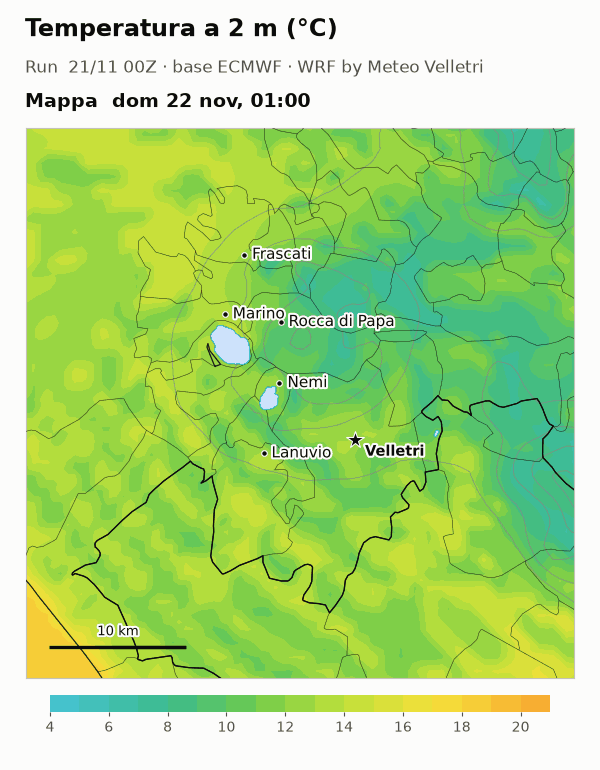 Temperatura a 2 m (°C)
Run  21/11 00Z · base ECMWF · WRF by Meteo Velletri
Mappa  dom 22 nov, 01:00
Frascati
Marino
Rocca di Papa
Nemi
Velletri
Lanuvio
10 km
4 6 8 10 12 14 16 18 20